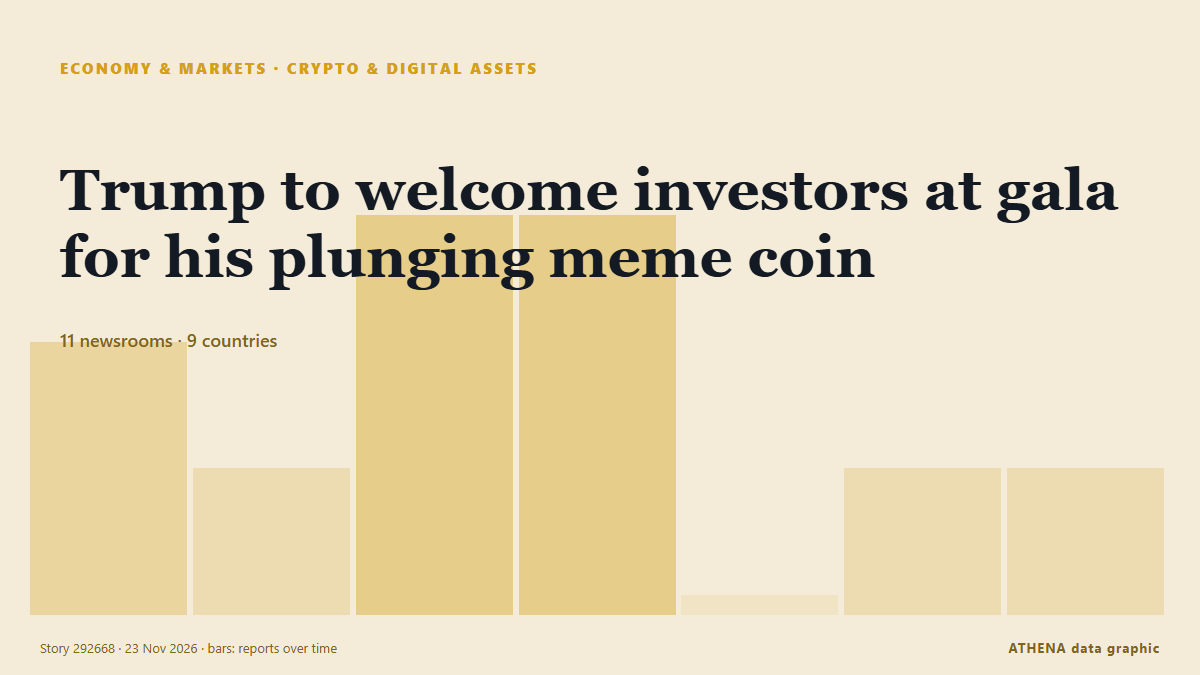 ECONOMY & MARKETS · CRYPTO & DIGITAL ASSETS
Trump to welcome investors at gala
for his plunging meme coin
11 newsrooms · 9 countries
Story 292668 · 23 Nov 2026 · bars: reports over time
ATHENA data graphic